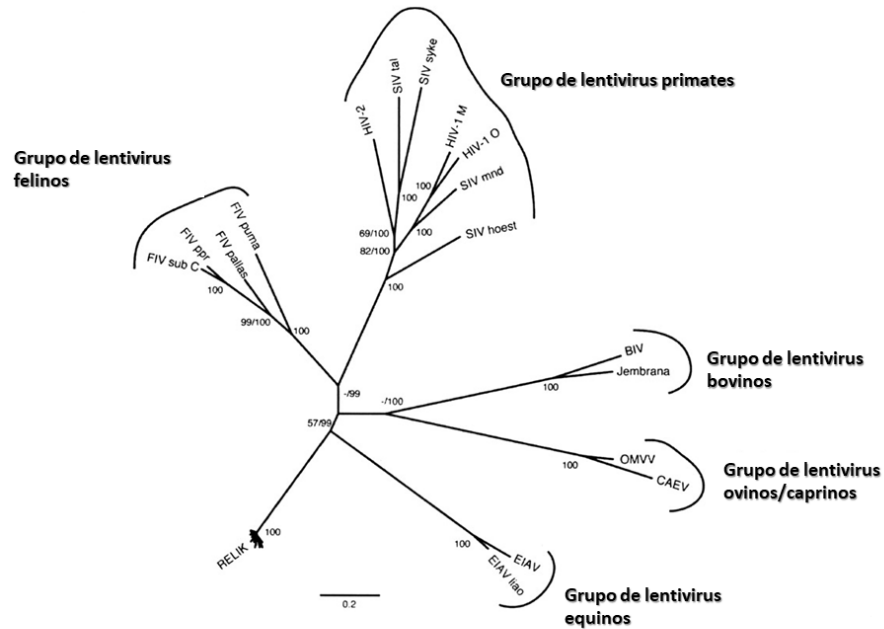 Grupo de lentivirus primates
SIV tal
SIV syke
HIV-2
HIV-1 M
HIV-1 O
SIV mnd
SIV hoest
100
100
100
69/100
82/100
100
Grupo de lentivirus
felinos
FIV puma
FIV pallas
FIV ppr
FIV sub C
100
99/100
100
-/99
-/100
57/99
BIV
Jembrana
100
Grupo de lentivirus
bovinos
OMVV
CAEV
100
Grupo de lentivirus
ovinos/caprinos
RELIK
100
100
EIAV
EIAV liao
Grupo de lentivirus
equinos
0.2